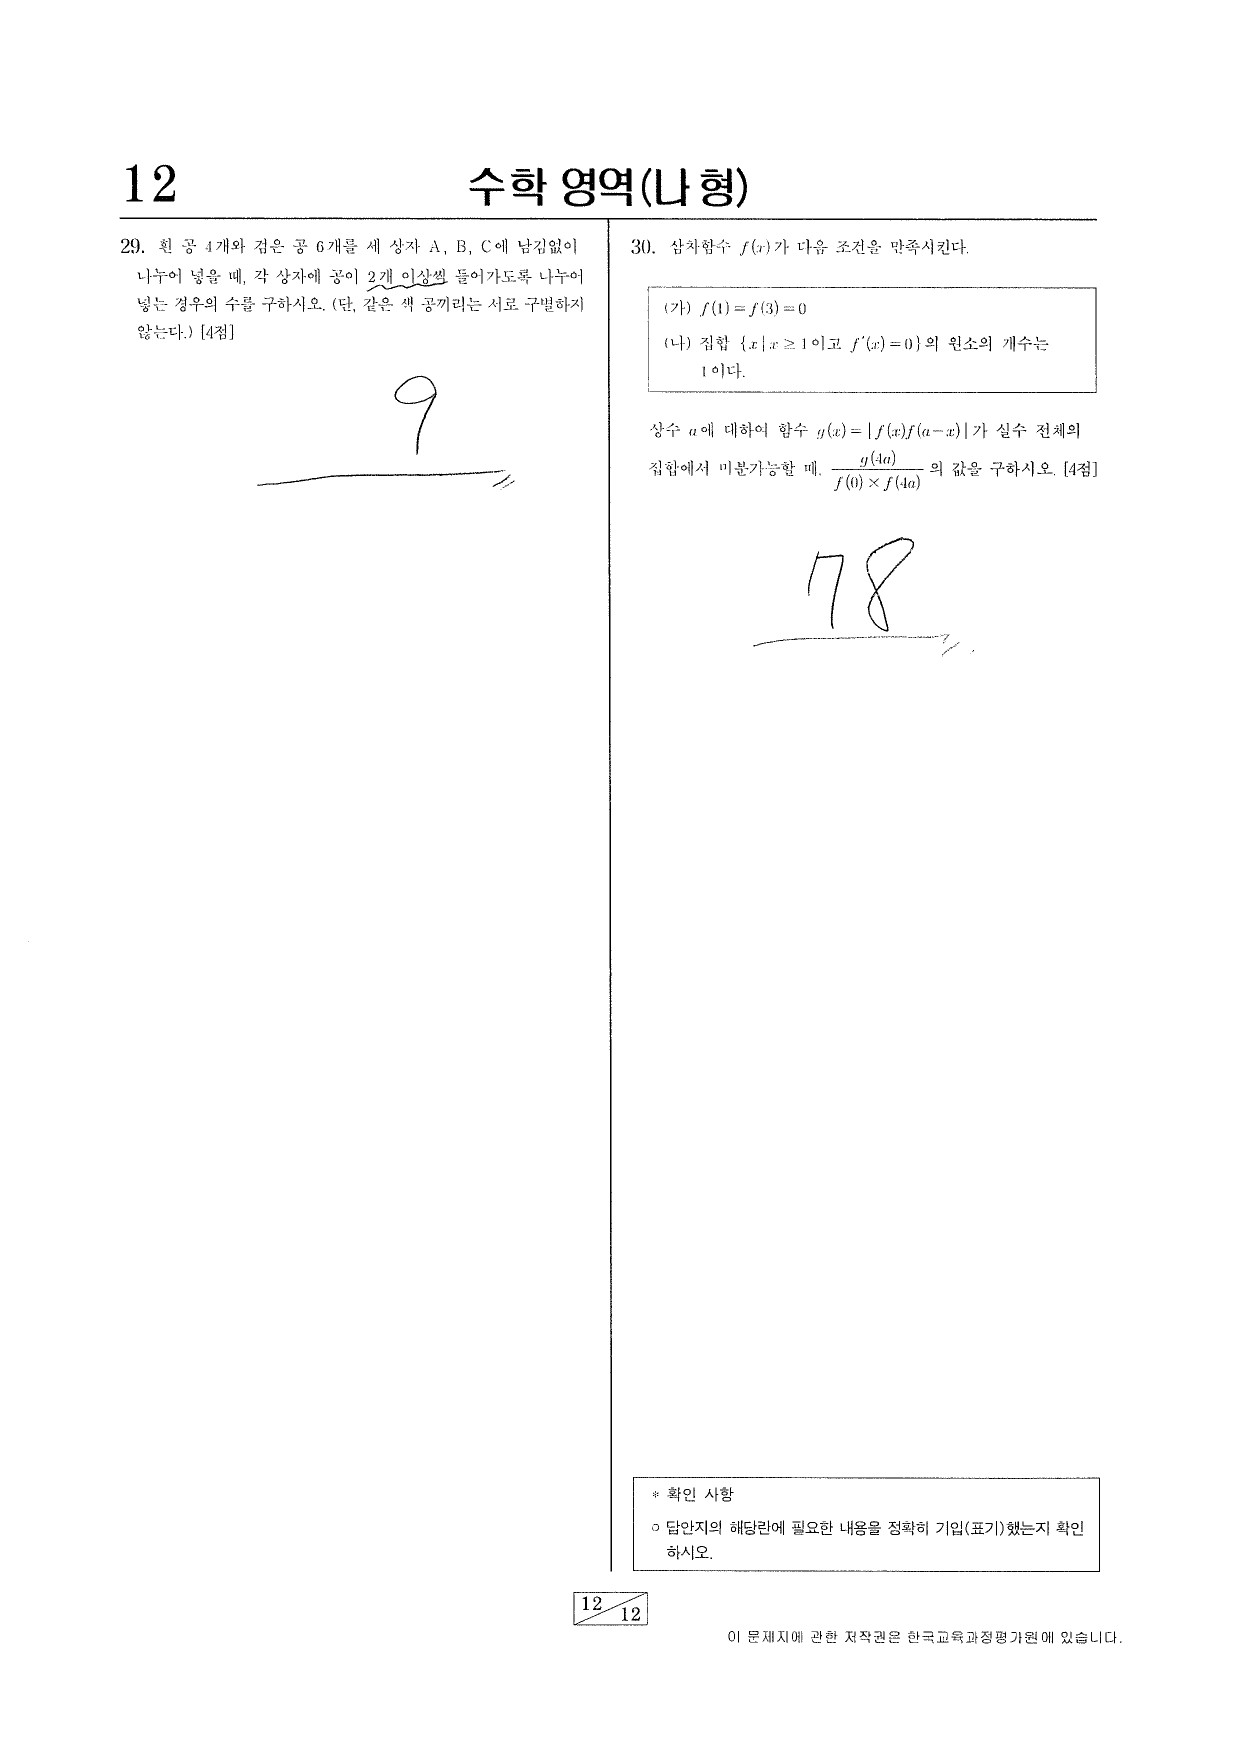 12
수학 영역(나 형)
29. 흰 공 4개와 검은 공 6개를 세 상자 A, B, C에 남김없이
나누어 넣을 때, 각 상자에 공이 2개 이상씩 들어가도록 나누어
넣는 경우의 수를 구하시오. (단, 같은 색 공끼리는 서로 구별하지
않는다.) [4점]
9
30. 삼차함수 f(x)가 다음 조건을 만족시킨다.
(가) f(1)=f(3)=0
(나) 집합 {x|x≥1이고 f′(x)=0}의 원소의 개수는
1이다.
상수 a에 대하여 함수 g(x)=|f(x)f(a-x)|가 실수 전체의
집합에서 미분가능할 때, g(4a)/(f(0)×f(4a))의 값을 구하시오. [4점]
78
* 확인 사항
○ 답안지의 해당란에 필요한 내용을 정확히 기입(표기)했는지 확인
하시오.
12/12
이 문제지에 관한 저작권은 한국교육과정평가원에 있습니다.